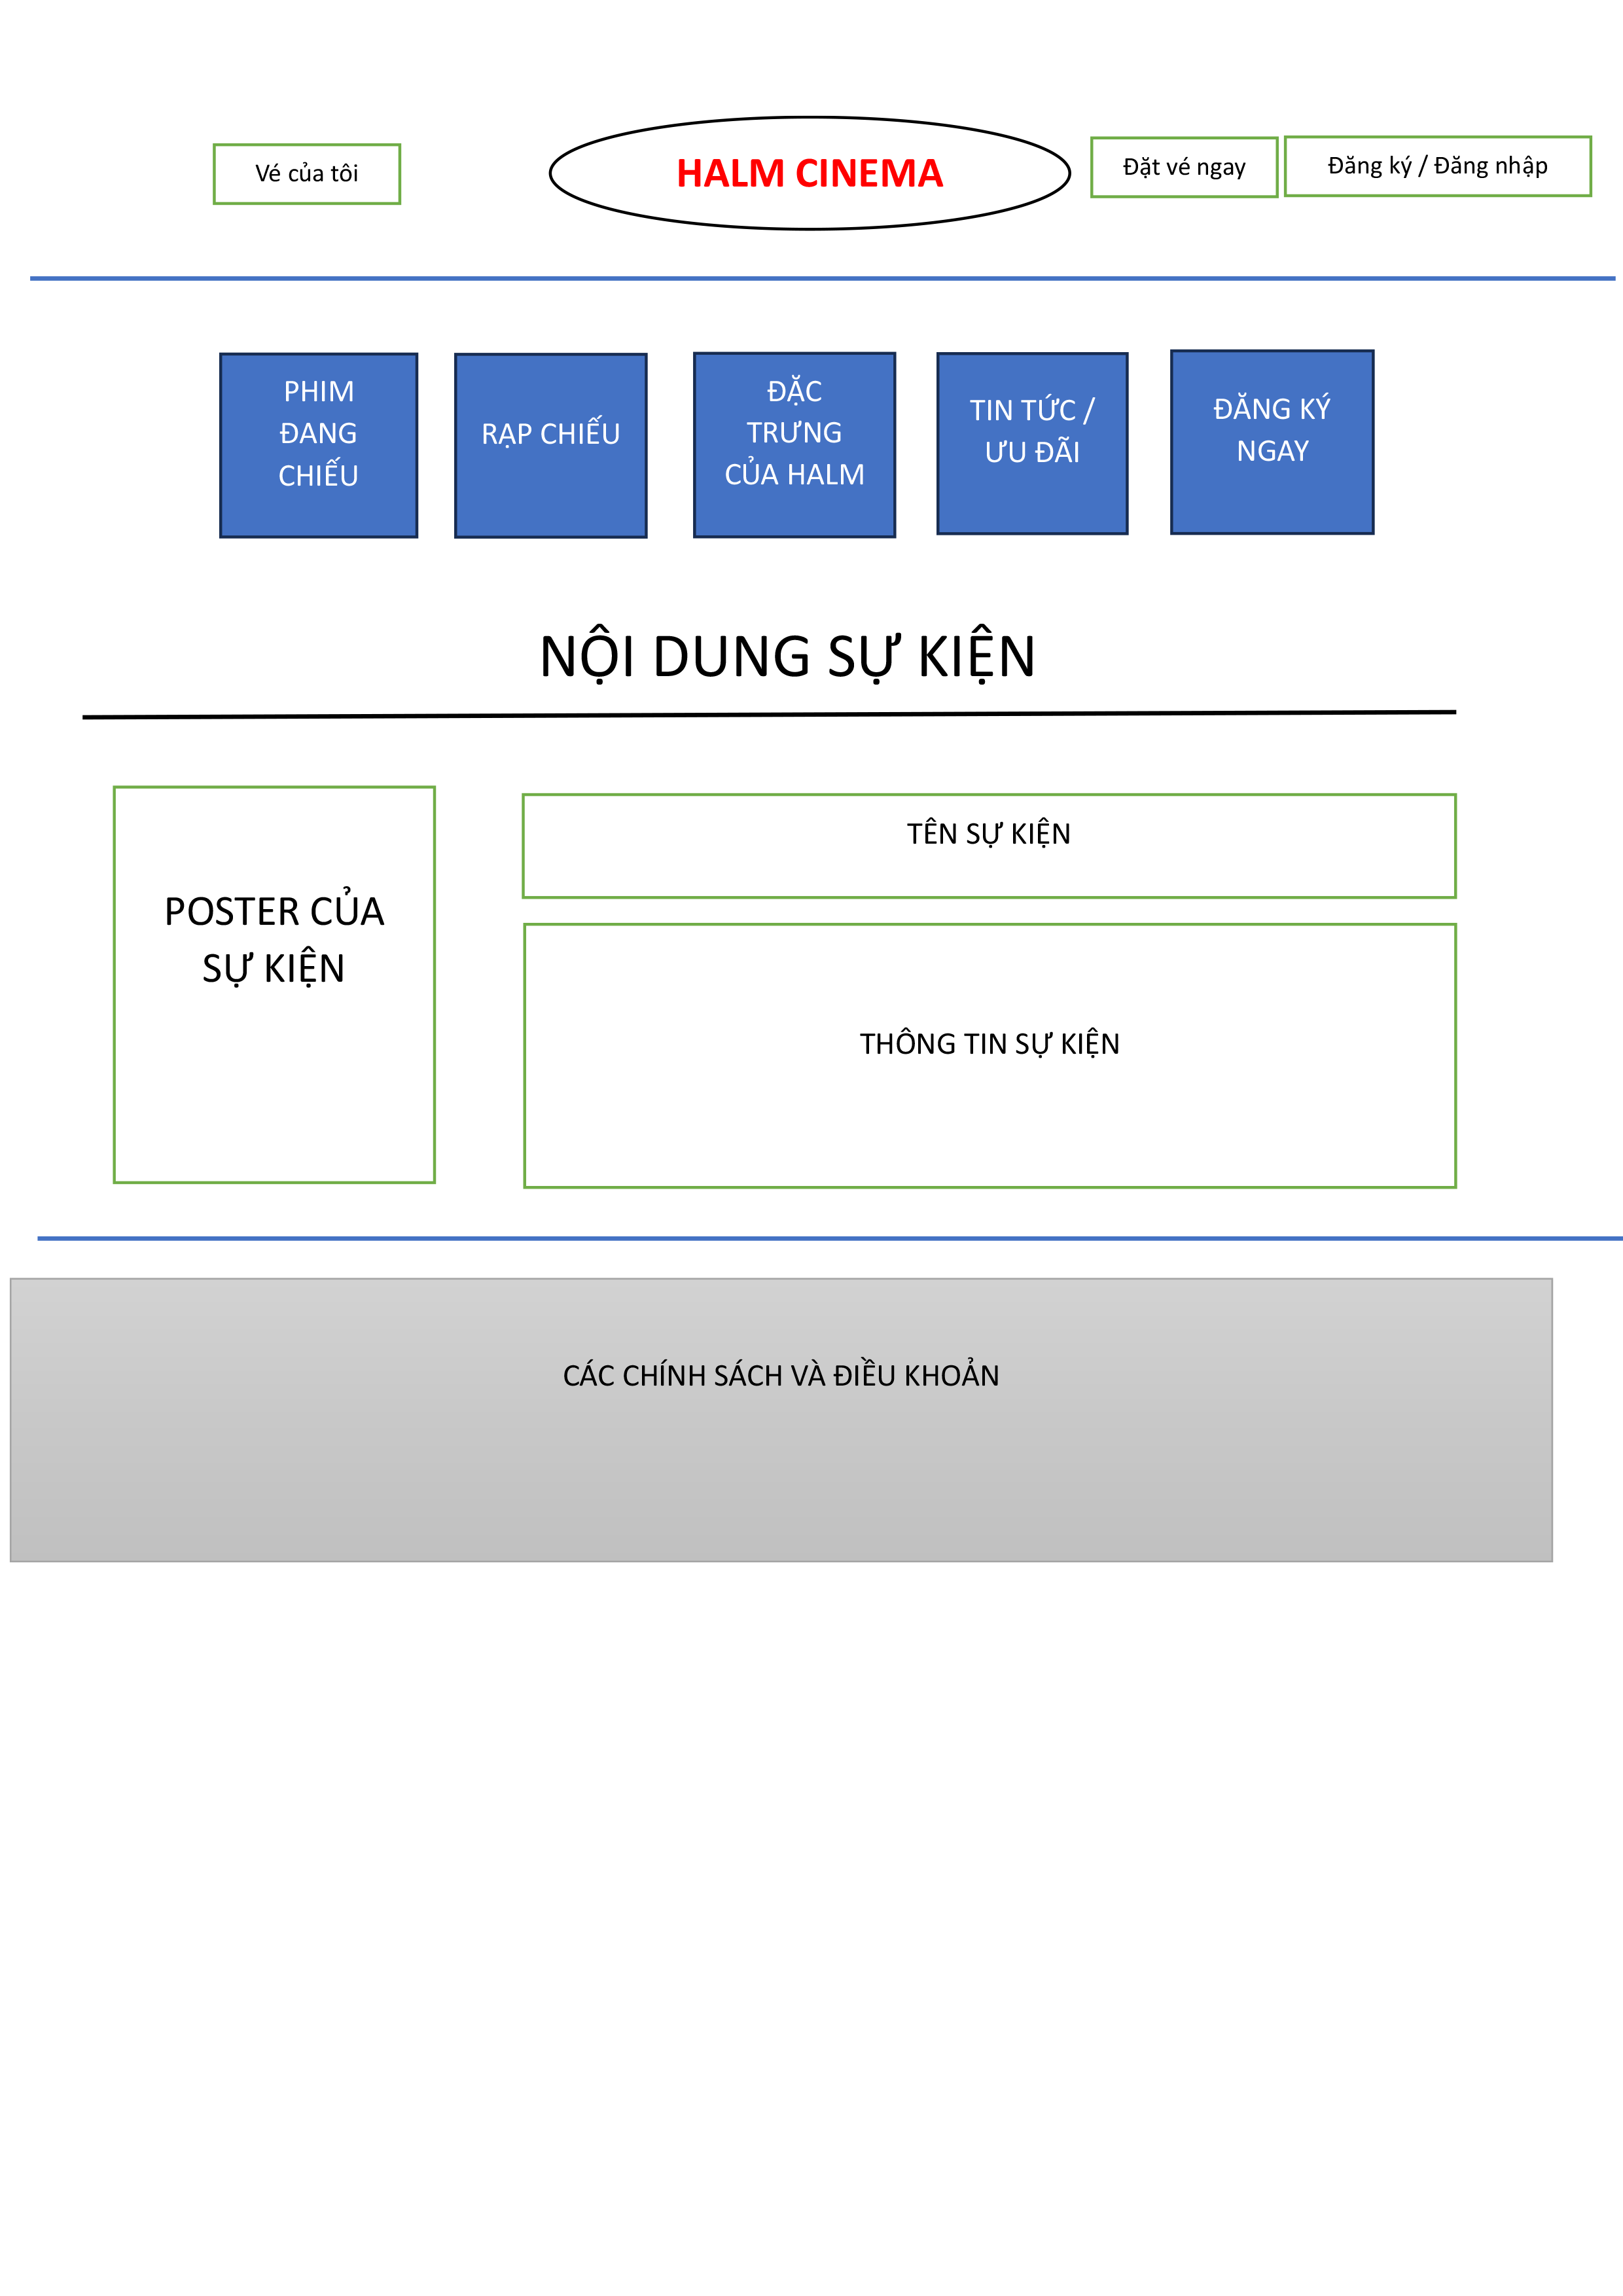 Vé của tôi
HALM CINEMA
Đặt vé ngay
Đăng ký / Đăng nhập
PHIM
ĐANG
CHIẾU
RẠP CHIẾU
ĐẶC
TRƯNG
CỦA HALM
TIN TỨC /
ƯU ĐÃI
ĐĂNG KÝ
NGAY
NỘI DUNG SỰ KIỆN
POSTER CỦA
SỰ KIỆN
TÊN SỰ KIỆN
THÔNG TIN SỰ KIỆN
CÁC CHÍNH SÁCH VÀ ĐIỀU KHOẢN